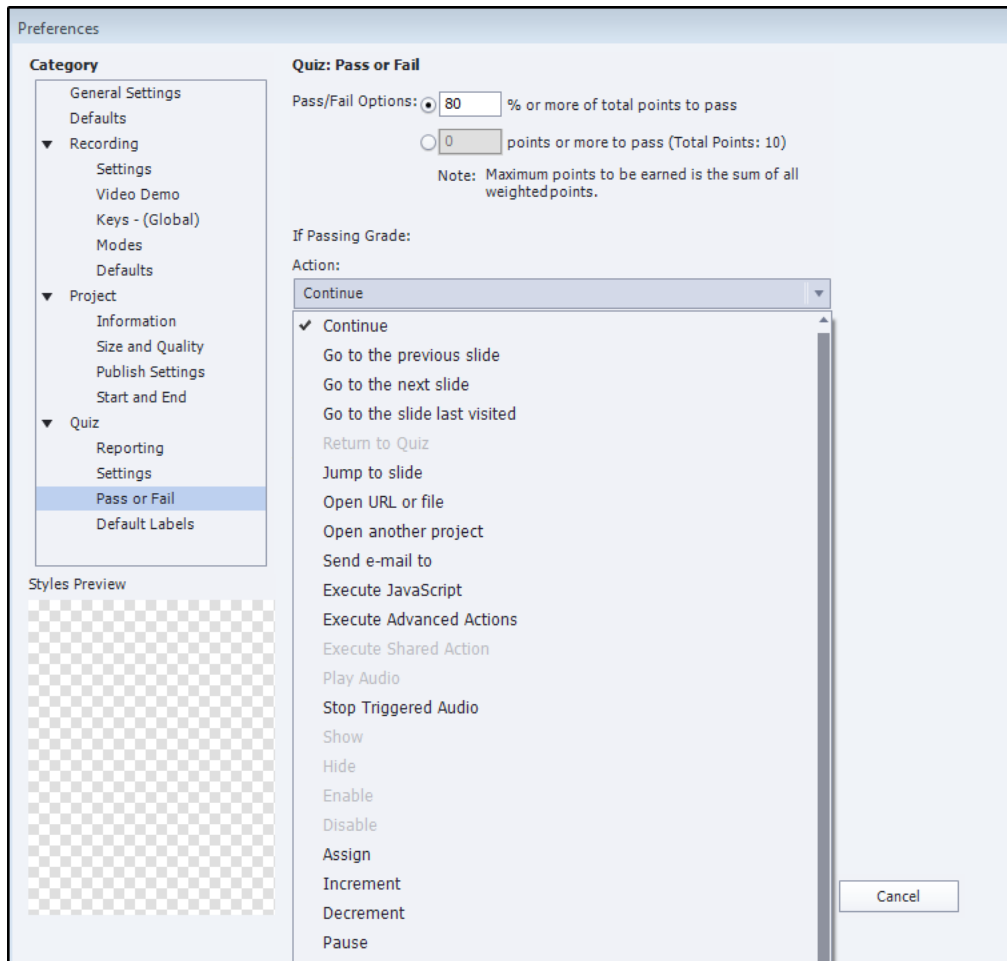 Preferences
Category
General Settings
Defaults
Recording
Settings
Video Demo
Keys - (Global)
Modes
Defaults
Project
Information
Size and Quality
Publish Settings
Start and End
Quiz
Reporting
Settings
Pass or Fail
Default Labels
Styles Preview
Quiz: Pass or Fail
Pass/Fail Options: 80 % or more of total points to pass
0 points or more to pass (Total Points: 10)
Note: Maximum points to be earned is the sum of all
weighted points.
If Passing Grade:
Action:
Continue
Continue
Go to the previous slide
Go to the next slide
Go to the slide last visited
Return to Quiz
Jump to slide
Open URL or file
Open another project
Send e-mail to
Execute JavaScript
Execute Advanced Actions
Execute Shared Action
Play Audio
Stop Triggered Audio
Show
Hide
Enable
Disable
Assign
Increment
Decrement
Pause
Cancel